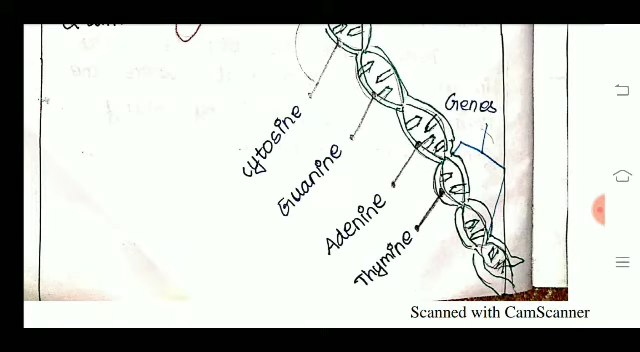 Genes
Cytosine
Guanine
Adenine
Thymine
Scanned with CamScanner